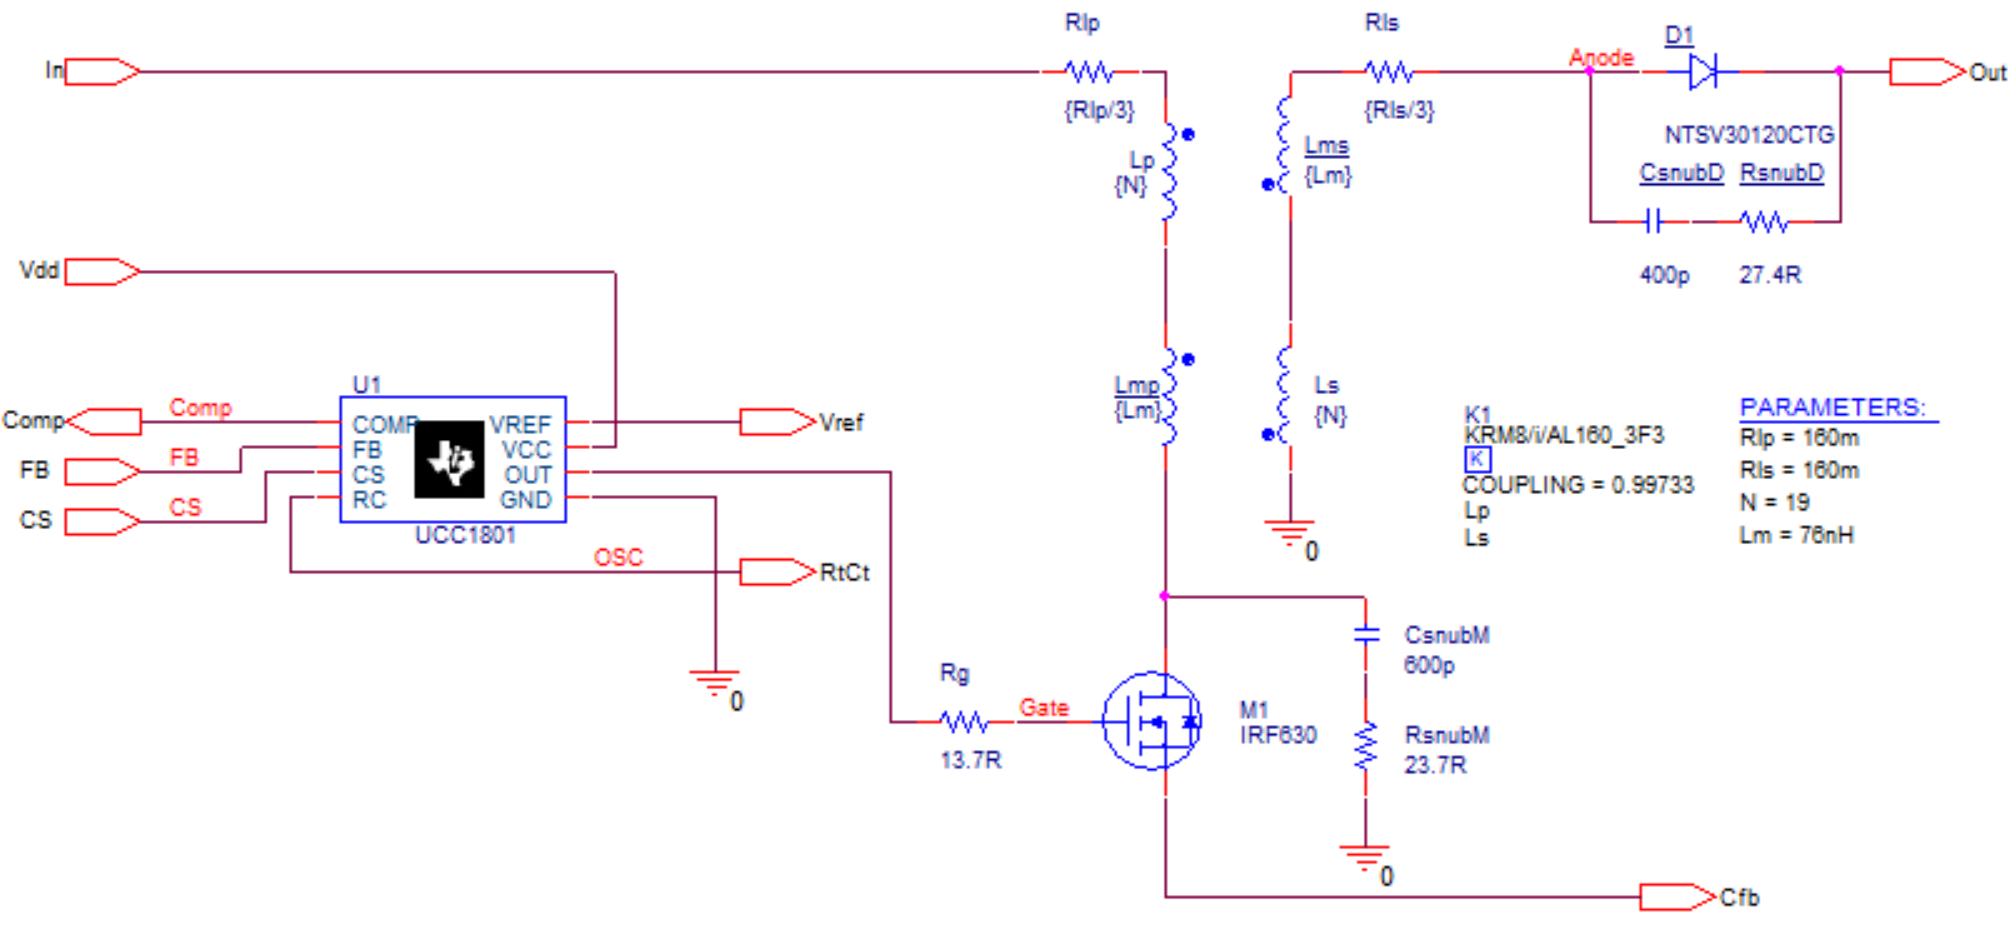 Rlp
Rls
D1
In
Anode
Out
{Rlp/3}
{Rls/3}
NTSV30120CTG
Lp
{N}
Lms
{Lm}
CsnubD RsnubD
Vdd
400p 27.4R
U1
Comp
Comp
COMP
VREF
Vref
FB
FB
FB
VCC
CS
CS
CS
OUT
RC
GND
UCC1801
OSC
RtCt
Lmp
{Lm}
Ls
{N}
0
K1
KRM8/i/AL160_3F3
K
COUPLING = 0.99733
Lp
Ls
PARAMETERS:
Rlp = 160m
Rls = 160m
N = 19
Lm = 76nH
0
Rg
Gate
13.7R
M1
IRF630
CsnubM
600p
RsnubM
23.7R
0
Cfb